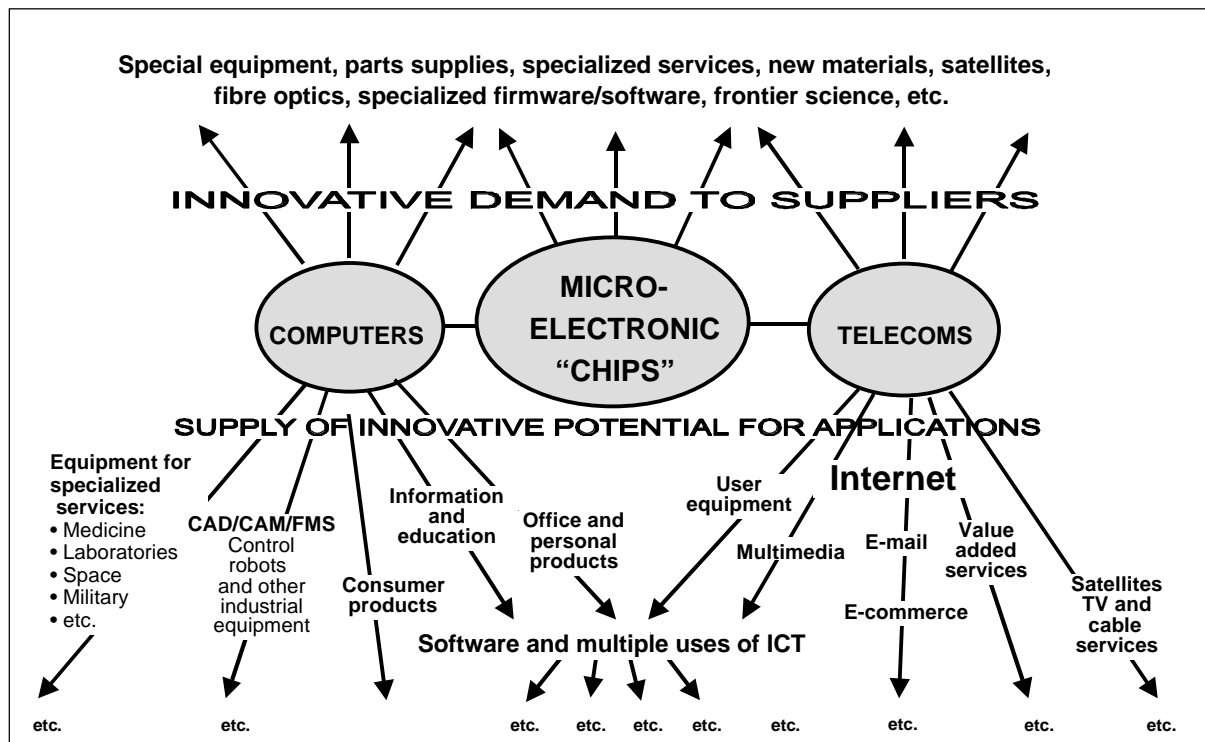 Special equipment, parts supplies, specialized services, new materials, satellites,
fibre optics, specialized firmware/software, frontier science, etc.
INNOVATIVE DEMAND TO SUPPLIERS
COMPUTERS
MICRO-
ELECTRONIC
“CHIPS”
TELECOMS
SUPPLY OF INNOVATIVE POTENTIAL FOR APPLICATIONS
Equipment for
specialized
services:
• Medicine
• Laboratories
• Space
• Military
• etc.
CAD/CAM/FMS
Control
robots
and other
industrial
equipment
Consumer
products
Information
and
education
Office and
personal
products
User
equipment
Multimedia
Internet
E-mail
E-commerce
Value
added
services
Satellites
TV and
cable
services
Software and multiple uses of ICT
etc. etc. etc. etc. etc. etc. etc. etc. etc. etc.